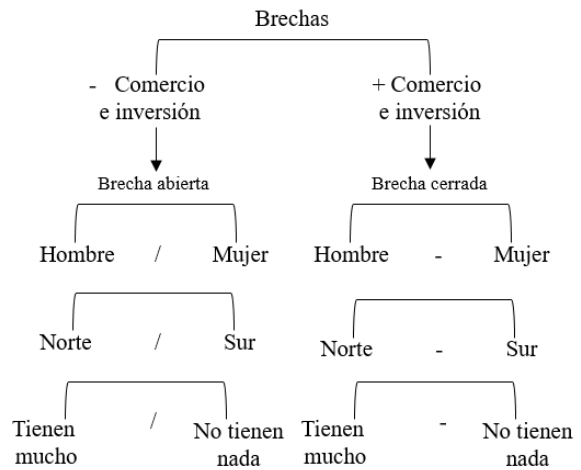 Brechas
- Comercio + Comercio
e inversión e inversión
Brecha abierta Brecha cerrada
Hombre / Mujer Hombre - Mujer
Norte / Sur Norte - Sur
Tienen / No tienen Tienen - No tienen
mucho nada mucho nada